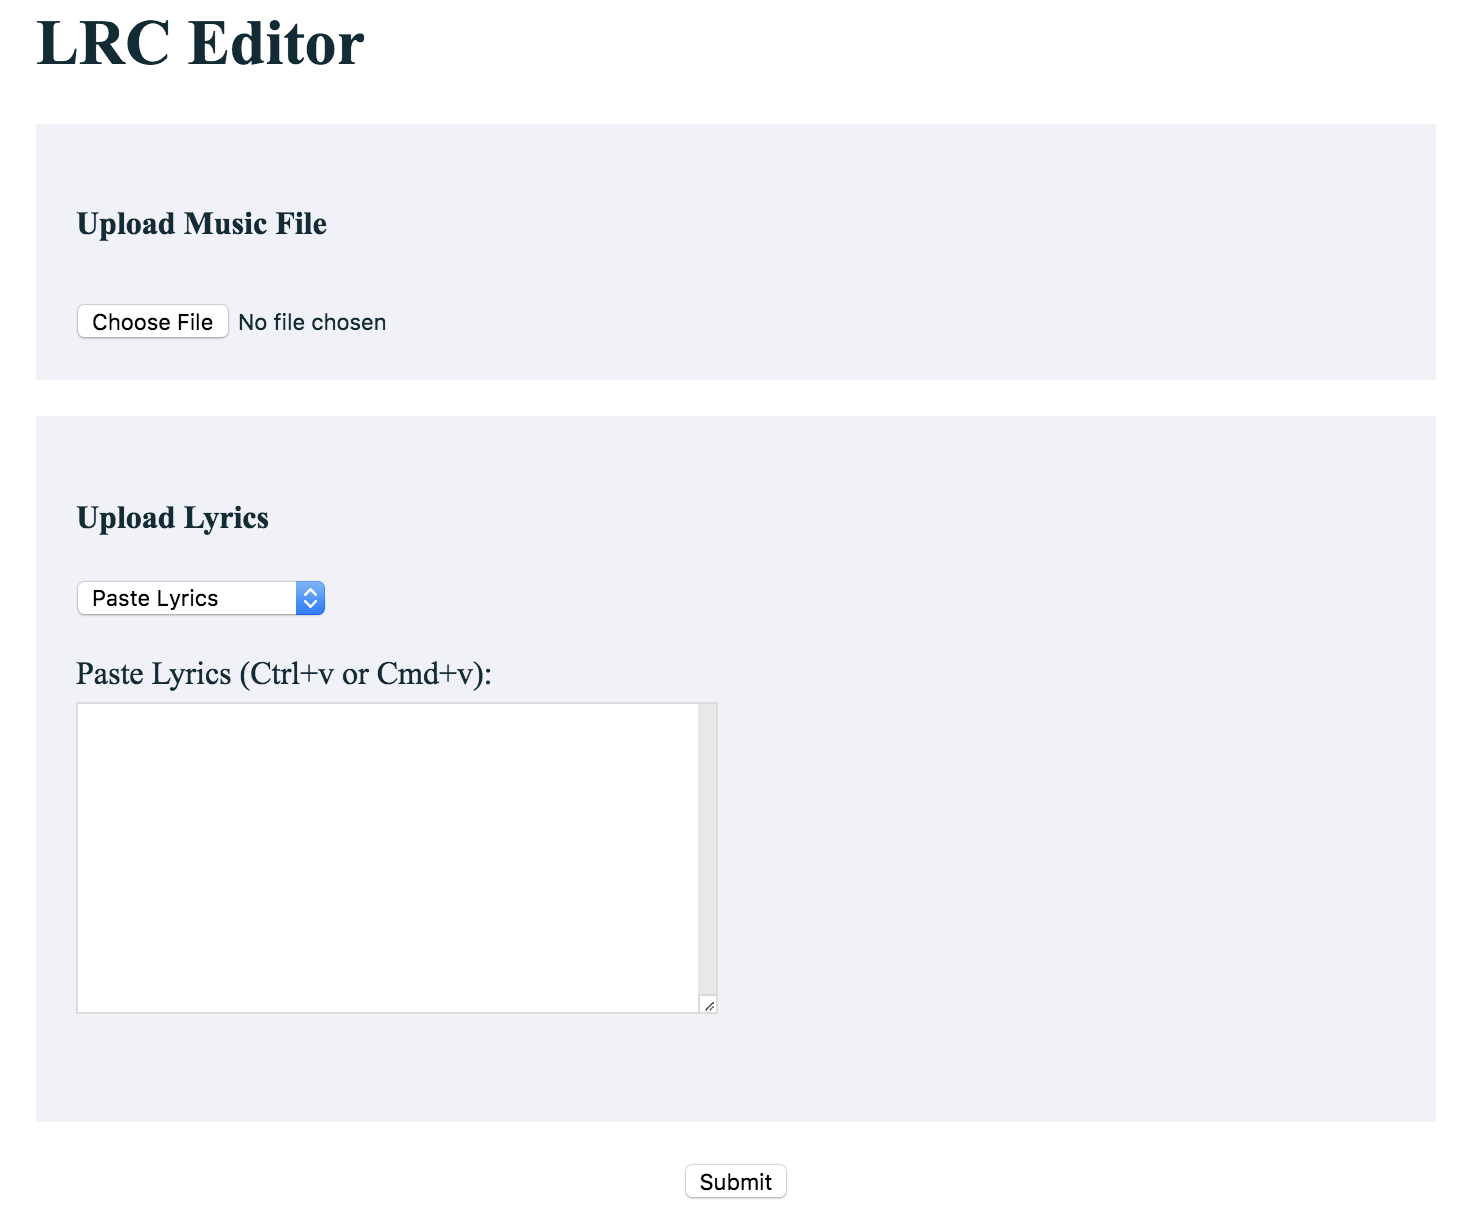 LRC Editor
Upload Music File
Choose File No file chosen
Upload Lyrics
Paste Lyrics
Paste Lyrics (Ctrl+v or Cmd+v):
Submit